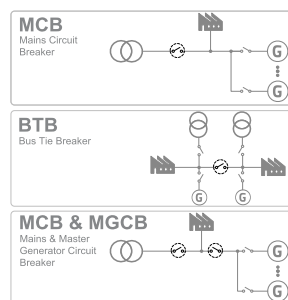 MCB
Mains Circuit
Breaker
G
G
BTB
Bus Tie Breaker
G
G
MCB & MGCB
Mains & Master
Generator Circuit
Breaker
G
G